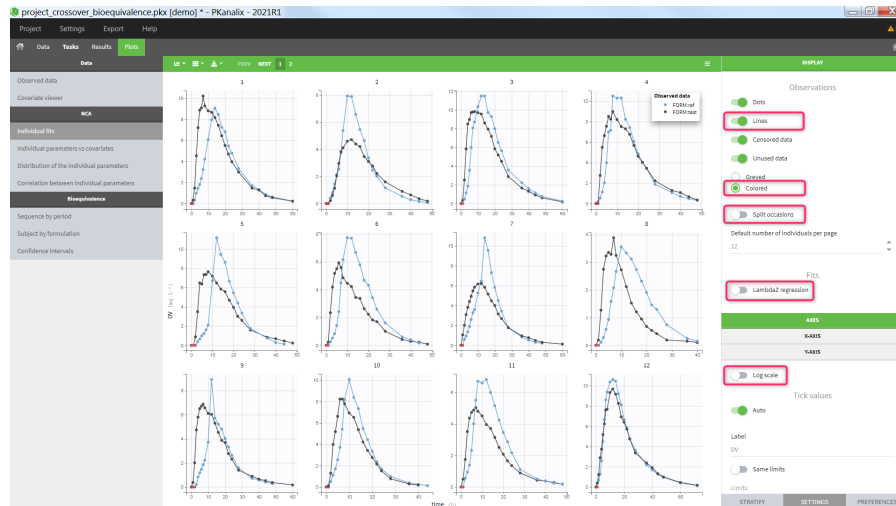 project_crossover_bioequivalence.pkx [demo] * - PKanalix - 2021R1
Project Settings Export Help
Data Tasks Results Plots
Data
Observed data
Covariate viewer
NCA
Individual fits
Individual parameters vs covariates
Distribution of the individual parameters
Correlation between individual parameters
Bioequivalence
Sequence by period
Subject by formulation
Confidence intervals
PREV NEXT 1 2
1 2 3 4
Observed data
FORM:ref
FORM:test
5 6 7 8
DV (mg·L⁻¹)
9 10 11 12
time (h)
DISPLAY
Observations
Dots
Lines
Censored data
Unused data
Greyed
Colored
Split occasions
Default number of individuals per page
12
Fits
LambdaZ regression
AXES
X-AXIS
Y-AXIS
Log scale
Tick values
Auto
Label
DV
Same limits
Limits
STRATIFY SETTINGS PREFERENCES